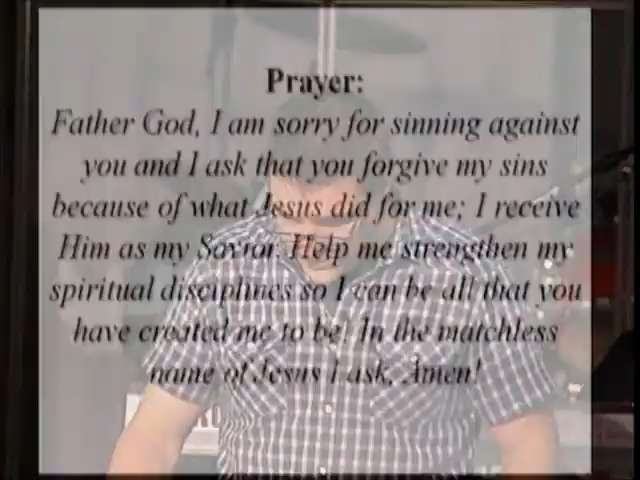 Prayer:
Father God, I am sorry for sinning against
you and I ask that you forgive my sins
because of what Jesus did for me; I receive
Him as my Savior. Help me strengthen my
spiritual disciplines so I can be all that you
have created me to be! In the matchless
name of Jesus I ask, Amen!